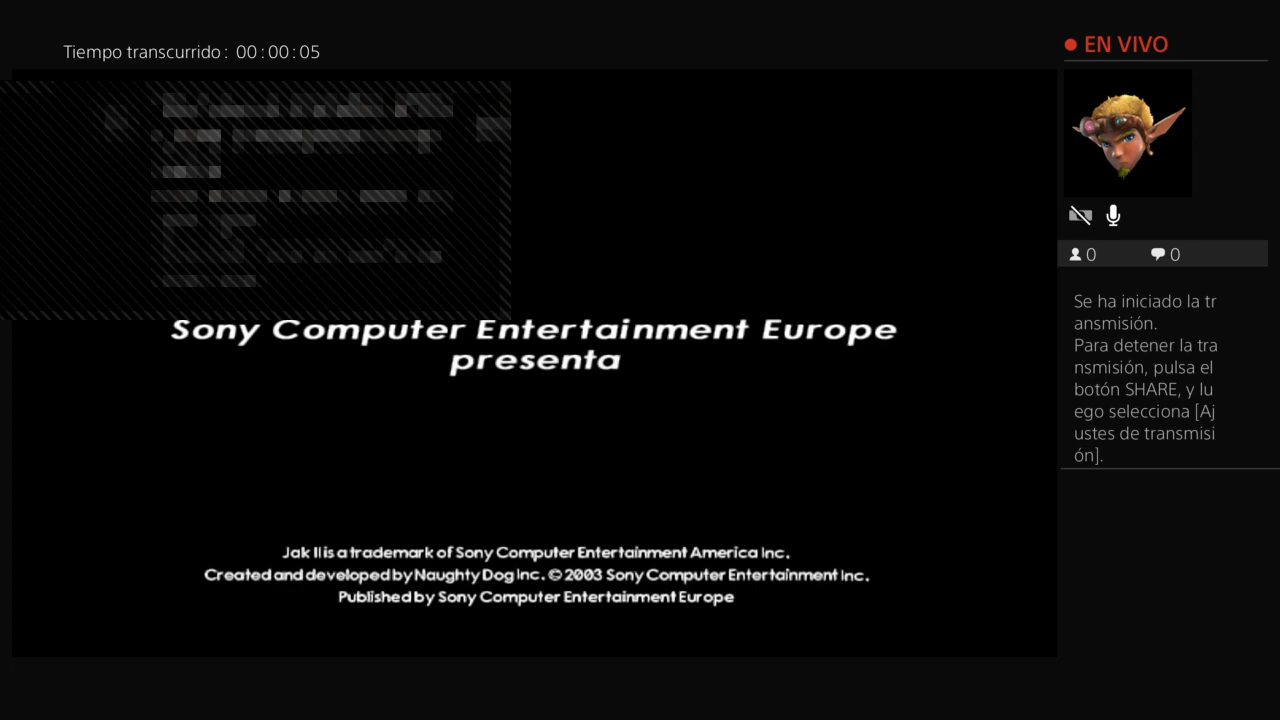 Tiempo transcurrido: 00:00:05
EN VIVO
0 0
Se ha iniciado la tr
ansmisión.
Para detener la tra
nsmisión, pulsa el
botón SHARE, y lu
ego selecciona [Aj
ustes de transmisi
ón].
Sony Computer Entertainment Europe
presenta
Jak II is a trademark of Sony Computer Entertainment America Inc.
Created and developed by Naughty Dog Inc. © 2003 Sony Computer Entertainment Inc.
Published by Sony Computer Entertainment Europe